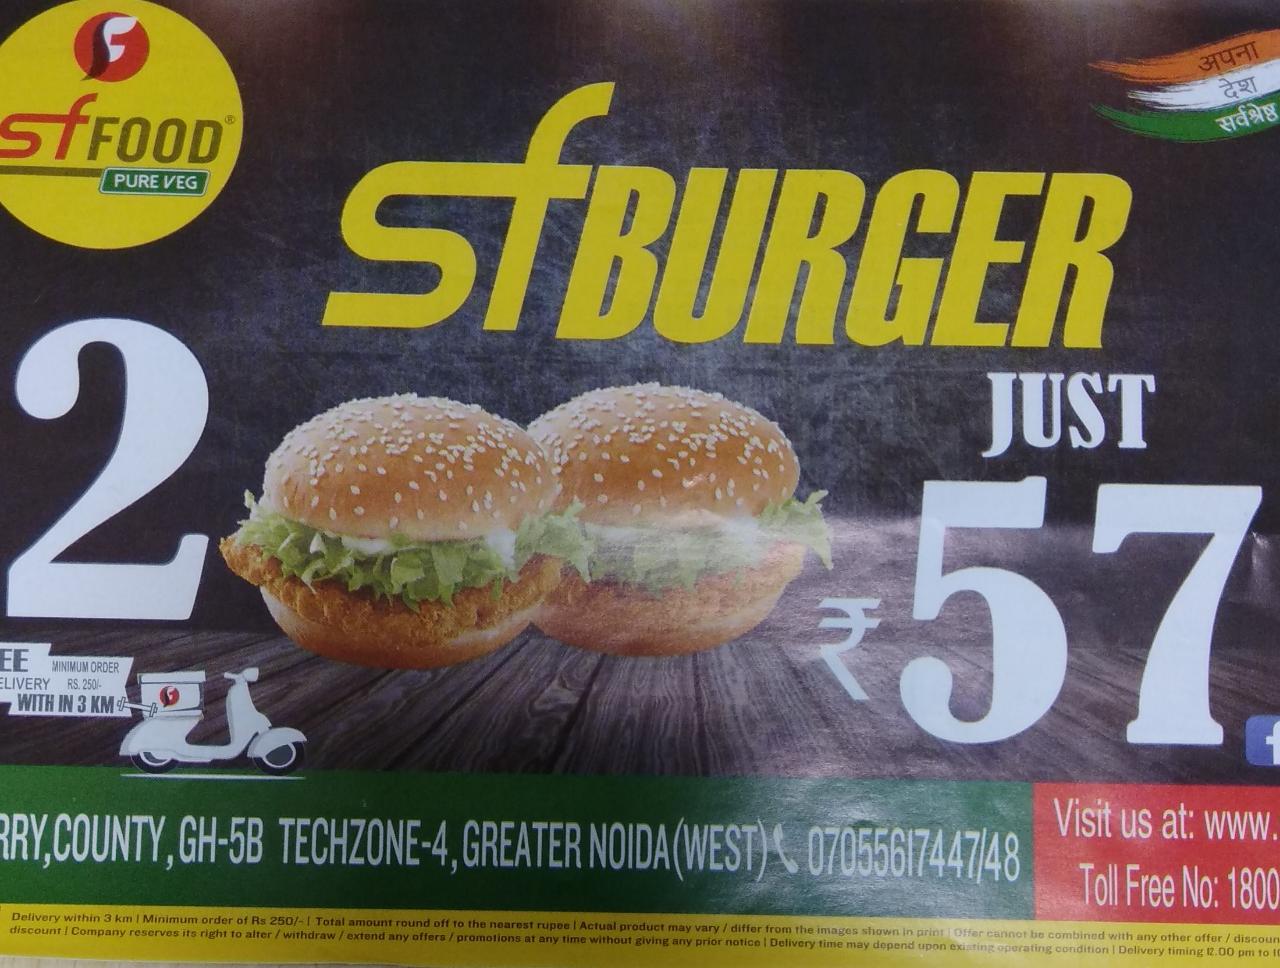 SF FOOD®
PURE VEG
अपना
देश
सर्वश्रेष्ठ
SF BURGER
2
JUST
₹57
MINIMUM ORDER
RS. 250/-
WITH IN 3 KM
COUNTY, GH-5B TECHZONE-4, GREATER NOIDA (WEST) 07055617447/48
Visit us at: www.
Toll Free No: 1800
Delivery within 3 km | Minimum order of Rs 250/- | Total amount round off to the nearest rupee | Actual product may vary / differ from the images shown in print | Offer cannot be combined with any other offer /
discount | Company reserves its right to alter / withdraw / extend any offers / promotions at any time without giving any prior notice | Delivery time may depend upon existing operating condition | Delivery timing 12.00 pm to